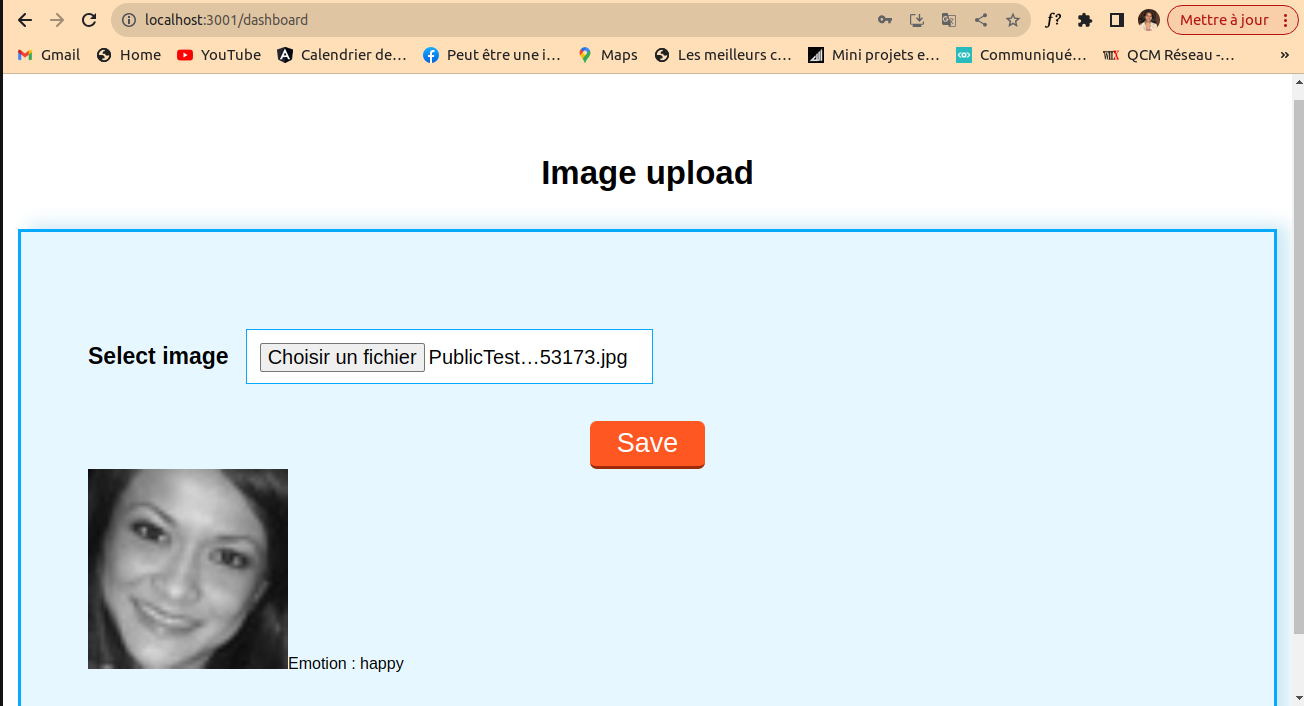 localhost:3001/dashboard
f? Mettre à jour
Gmail Home YouTube Calendrier de... Peut être une i... Maps Les meilleurs c... Mini projets e... Communiqué... QCM Réseau -... »
Image upload
Select image Choisir un fichier PublicTest...53173.jpg
Save
Emotion : happy